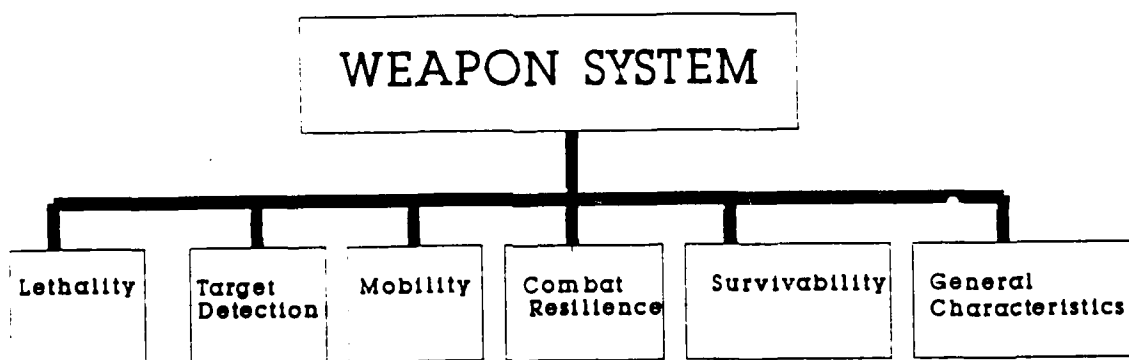 WEAPON SYSTEM
Lethality
Target
Detection
Mobility
Combat
Resilience
Survivability
General
Characteristics